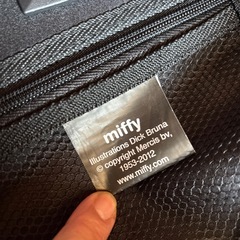 miffy
Illustrations Dick Bruna
© copyright Mercis bv,
1953-2012
www.miffy.com